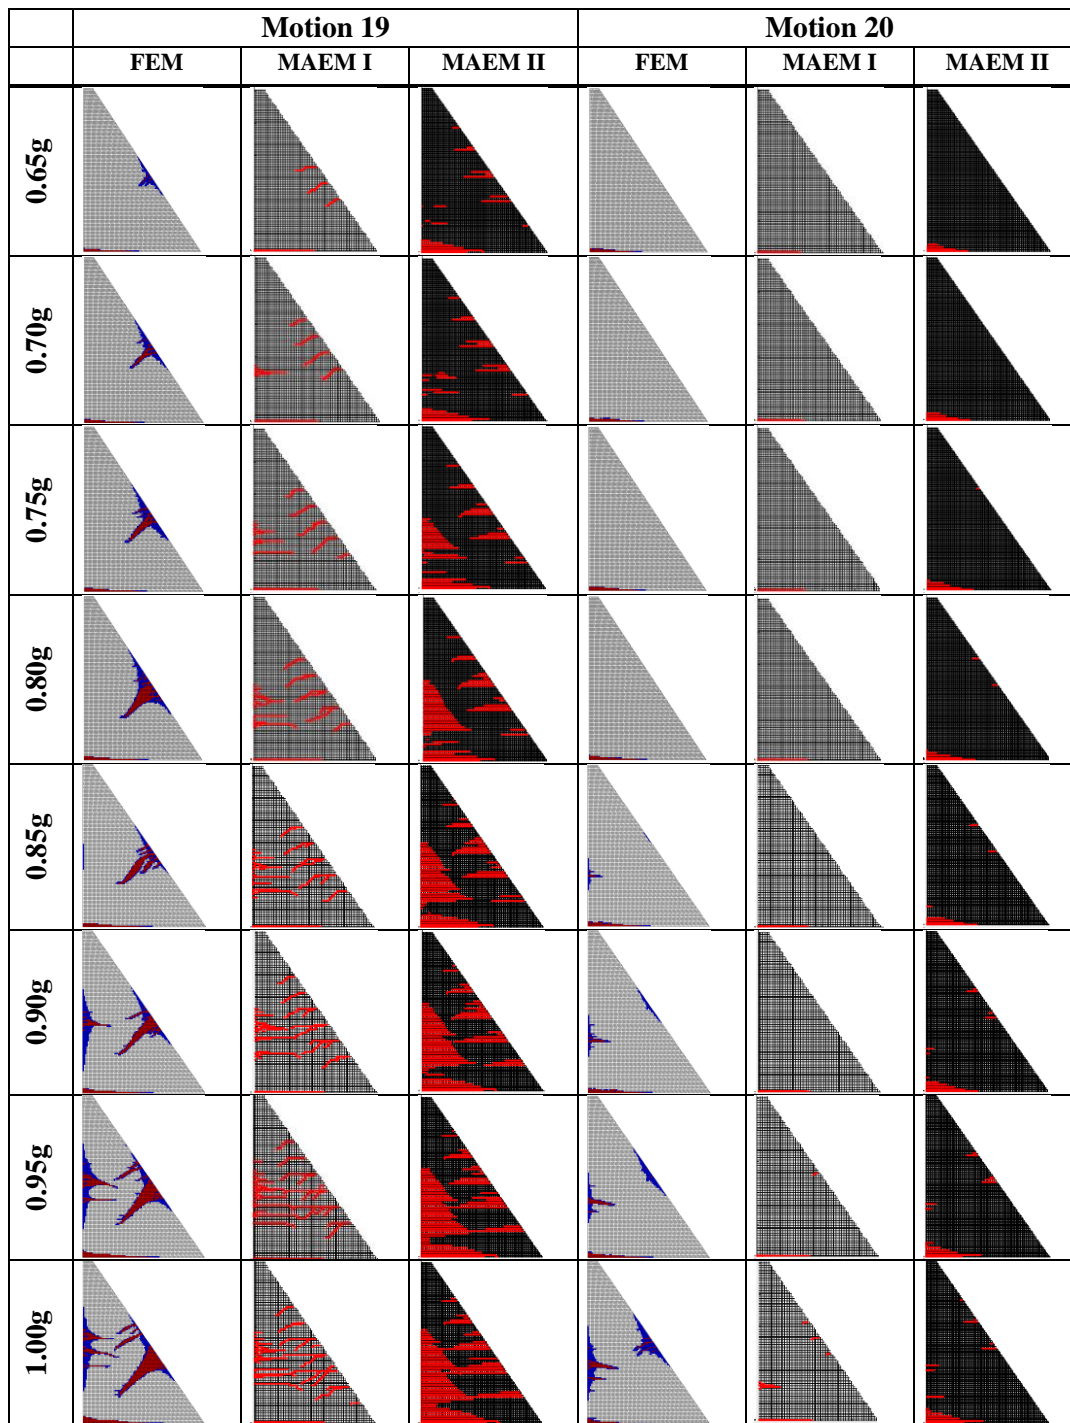 Motion 19 Motion 20
FEM MAEM I MAEM II FEM MAEM I MAEM II
0.65g
0.70g
0.75g
0.80g
0.85g
0.90g
0.95g
1.00g